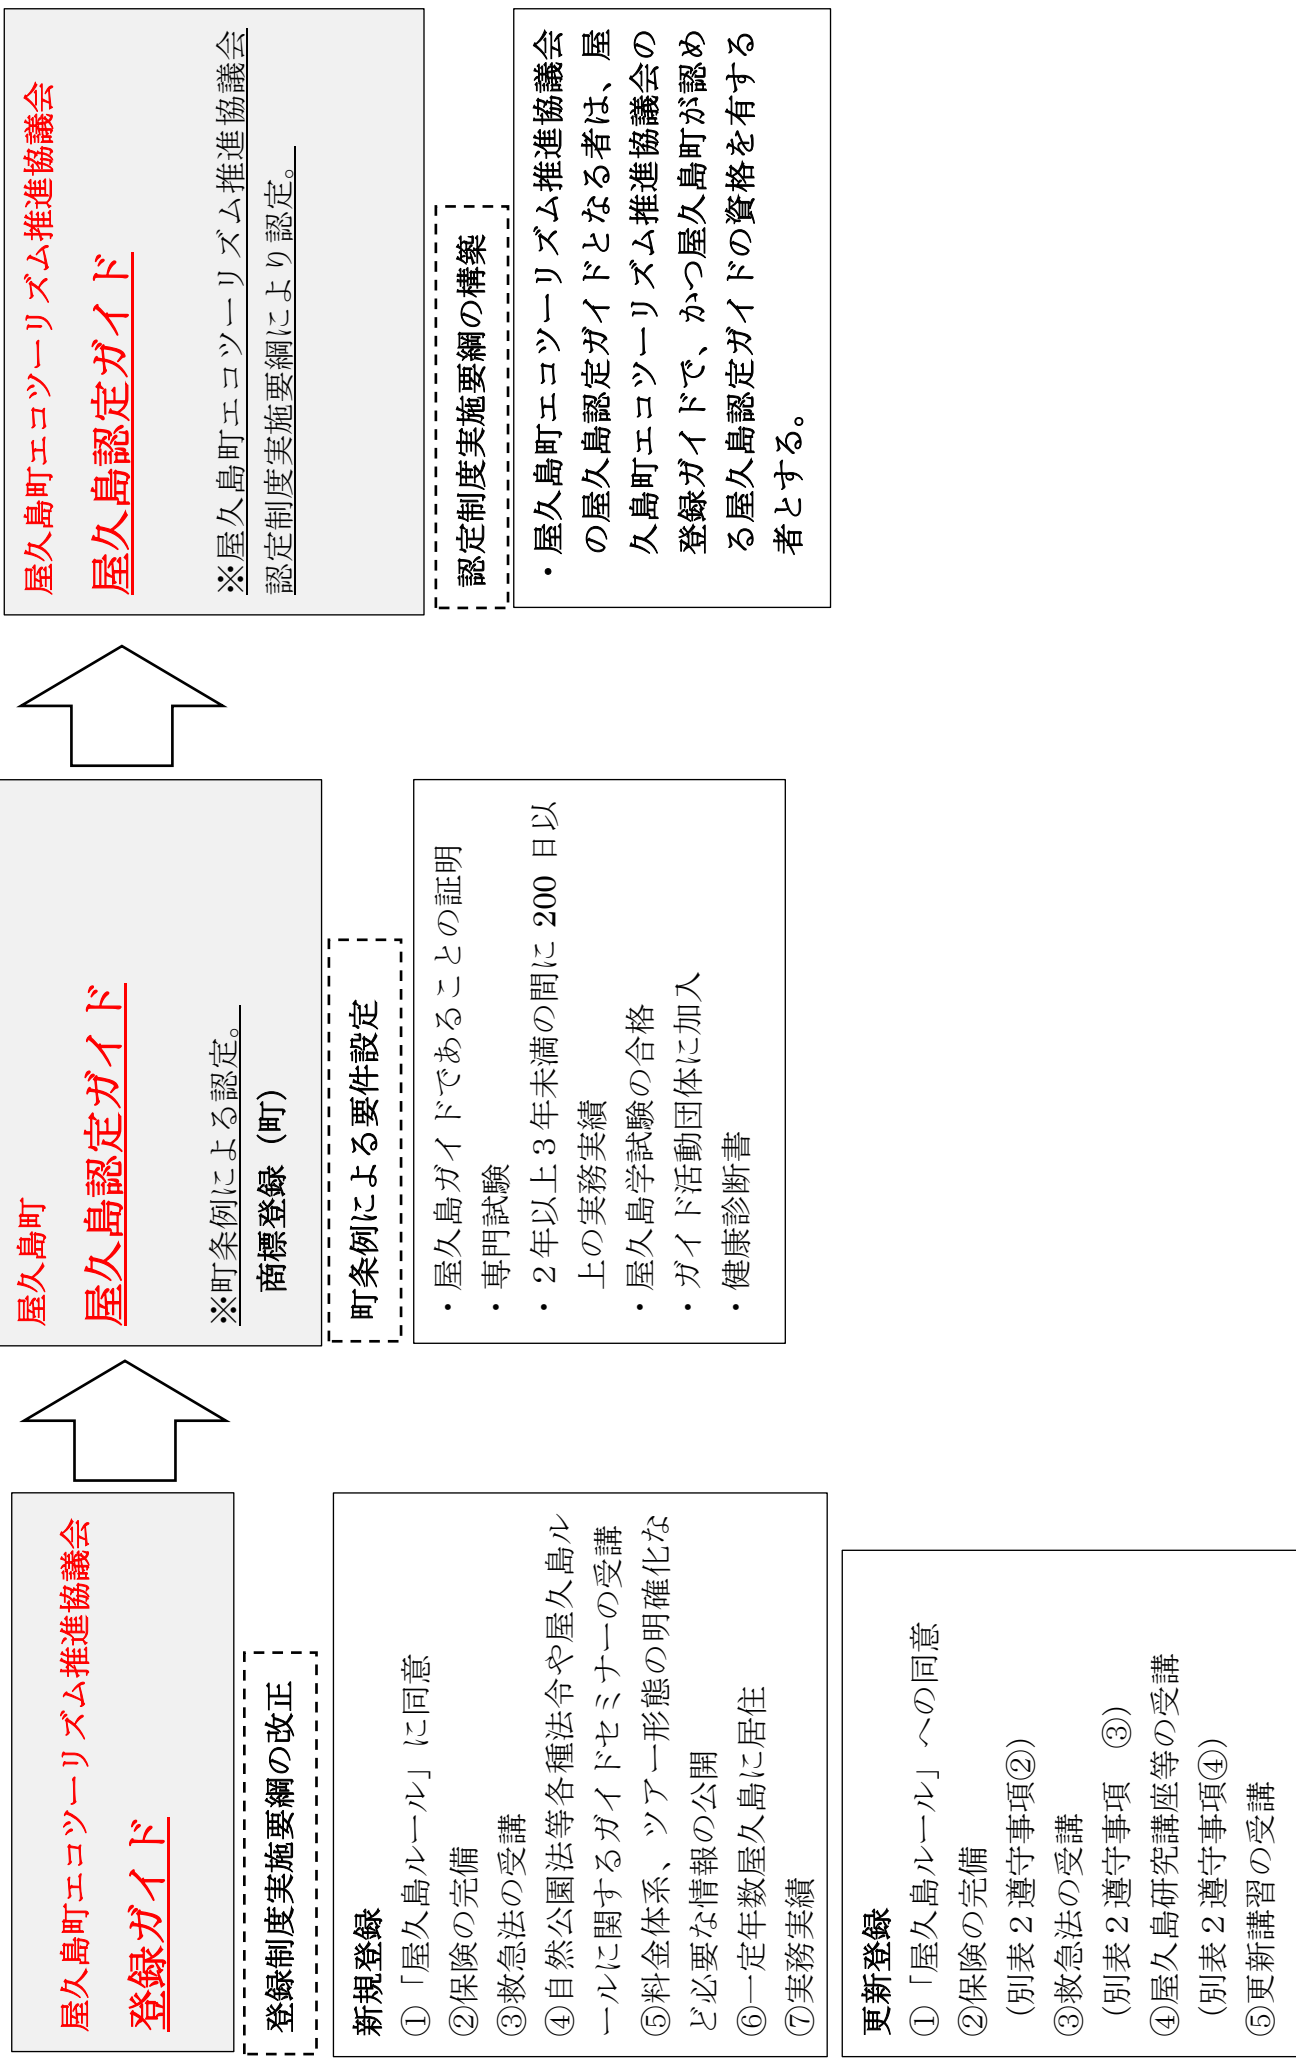 屋久島町エコツーリズム推進協議会
登録ガイド
登録制度実施要綱の改正
新規登録
①「屋久島ルール」に同意
②保険の完備
③救急法の受講
④自然公園法等各種法令や屋久島ル
ールに関するガイドセミナーの受講
⑤料金体系、ツアー形態の明確化な
ど必要な情報の公開
⑥一定年数屋久島に居住
⑦実務実績
更新登録
①「屋久島ルール」への同意
②保険の完備
(別表２遵守事項②)
③救急法の受講
(別表２遵守事項　③)
④屋久島研究講座等の受講
(別表２遵守事項④)
⑤更新講習の受講
屋久島町
屋久島認定ガイド
※町条例による認定。
商標登録（町）
町条例による要件設定
・屋久島ガイドであることの証明
・専門試験
・２年以上３年未満の間に 200 日以
上の実務実績
・屋久島学試験の合格
・ガイド活動団体に加入
・健康診断書
屋久島町エコツーリズム推進協議会
屋久島認定ガイド
※屋久島町エコツーリズム推進協議会
認定制度実施要綱により認定。
認定制度実施要綱の構築
・屋久島町エコツーリズム推進協議会
の屋久島認定ガイドとなる者は、屋
久島町エコツーリズム推進協議会の
登録ガイドで、かつ屋久島町が認め
る屋久島認定ガイドの資格を有する
者とする。